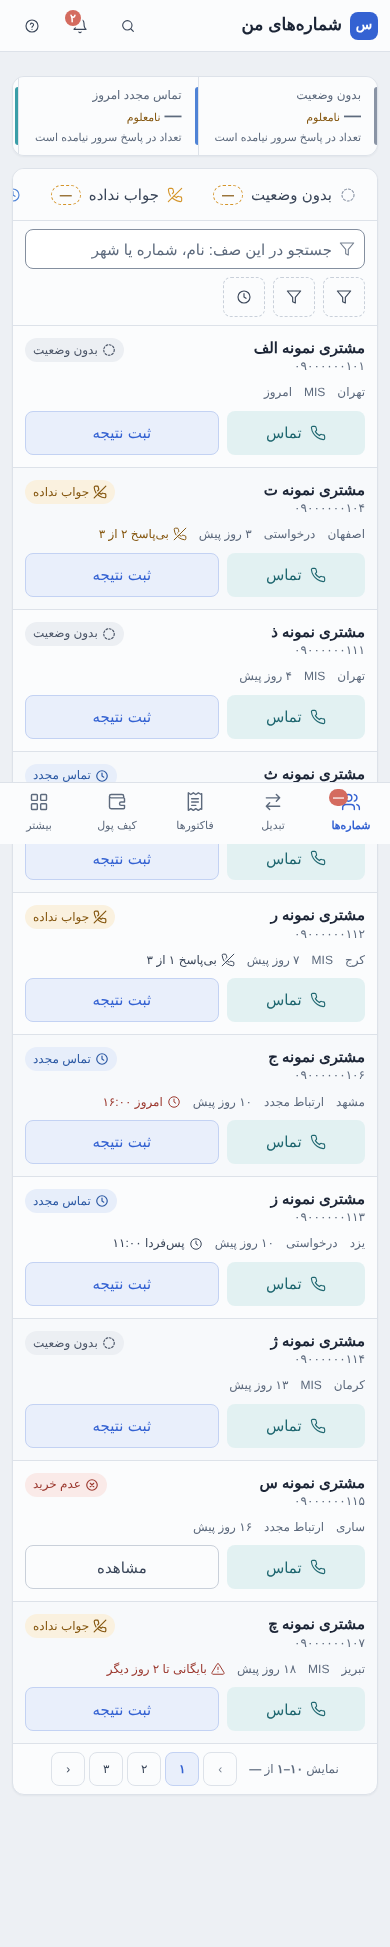 س
شماره‌های من
۲
بدون وضعیت
— نامعلوم
تعداد در پاسخ سرور نیامده است
تماس مجدد امروز
— نامعلوم
تعداد در پاسخ سرور نیامده است
بدون وضعیت —
جواب نداده —
جستجو در این صف: نام، شماره یا شهر
مشتری نمونه الف
بدون وضعیت
۰۹۰۰۰۰۰۰۱۰۱
تهران MIS امروز
تماس
ثبت نتیجه
مشتری نمونه ت
جواب نداده
۰۹۰۰۰۰۰۰۱۰۴
اصفهان درخواستی ۳ روز پیش بی‌پاسخ ۲ از ۳
تماس
ثبت نتیجه
مشتری نمونه ذ
بدون وضعیت
۰۹۰۰۰۰۰۰۱۱۱
تهران MIS ۴ روز پیش
تماس
ثبت نتیجه
مشتری نمونه ث
تماس مجدد
—
شماره‌ها
تبدیل
فاکتورها
کیف پول
بیشتر
تماس
ثبت نتیجه
مشتری نمونه ر
جواب نداده
۰۹۰۰۰۰۰۰۱۱۲
کرج MIS ۷ روز پیش بی‌پاسخ ۱ از ۳
تماس
ثبت نتیجه
مشتری نمونه ج
تماس مجدد
۰۹۰۰۰۰۰۰۱۰۶
مشهد ارتباط مجدد ۱۰ روز پیش امروز ۱۶:۰۰
تماس
ثبت نتیجه
مشتری نمونه ز
تماس مجدد
۰۹۰۰۰۰۰۰۱۱۳
یزد درخواستی ۱۰ روز پیش پس‌فردا ۱۱:۰۰
تماس
ثبت نتیجه
مشتری نمونه ژ
بدون وضعیت
۰۹۰۰۰۰۰۰۱۱۴
کرمان MIS ۱۳ روز پیش
تماس
ثبت نتیجه
مشتری نمونه س
عدم خرید
۰۹۰۰۰۰۰۰۱۱۵
ساری ارتباط مجدد ۱۶ روز پیش
تماس
مشاهده
مشتری نمونه چ
جواب نداده
۰۹۰۰۰۰۰۰۱۰۷
تبریز MIS ۱۸ روز پیش بایگانی تا ۲ روز دیگر
تماس
ثبت نتیجه
نمایش ۱–۱۰ از —
۱ ۲ ۳